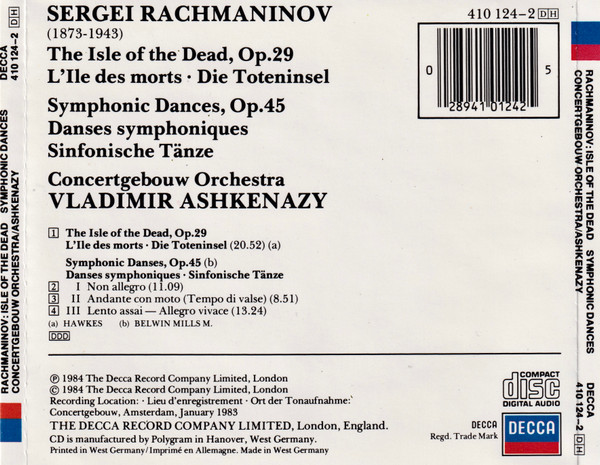 SERGEI RACHMANINOV
(1873-1943)
The Isle of the Dead, Op.29
L'Ile des morts · Die Toteninsel
Symphonic Dances, Op.45
Danses symphoniques
Sinfonische Tänze
Concertgebouw Orchestra
VLADIMIR ASHKENAZY
410 124-2 DH
0 28941 01242 5
1 The Isle of the Dead, Op.29
L'Ile des morts · Die Toteninsel (20.52) (a)
Symphonic Danses, Op.45 (b)
Danses symphoniques · Sinfonische Tänze
2 I Non allegro (11.09)
3 II Andante con moto (Tempo di valse) (8.51)
4 III Lento assai — Allegro vivace (13.24)
(a) HAWKES (b) BELWIN MILLS M.
DDD
℗ 1984 The Decca Record Company Limited, London
© 1984 The Decca Record Company Limited, London
Recording Location: · Lieu d'enregistrement · Ort der Tonaufnahme:
Concertgebouw, Amsterdam, January 1983
THE DECCA RECORD COMPANY LIMITED, London, England.
CD is manufactured by Polygram in Hanover, West Germany.
Printed in West Germany/Imprimé en Allemagne. Made in West Germany.
COMPACT
disc
DIGITAL AUDIO
DECCA
Regd. Trade Mark
DECCA
RACHMANINOV: ISLE OF THE DEAD SYMPHONIC DANCES
CONCERTGEBOUW ORCHESTRA/ASHKENAZY
DECCA
410 124-2 DH
RACHMANINOV: ISLE OF THE DEAD SYMPHONIC DANCES
CONCERTGEBOUW ORCHESTRA/ASHKENAZY
DECCA
410 124-2 DH